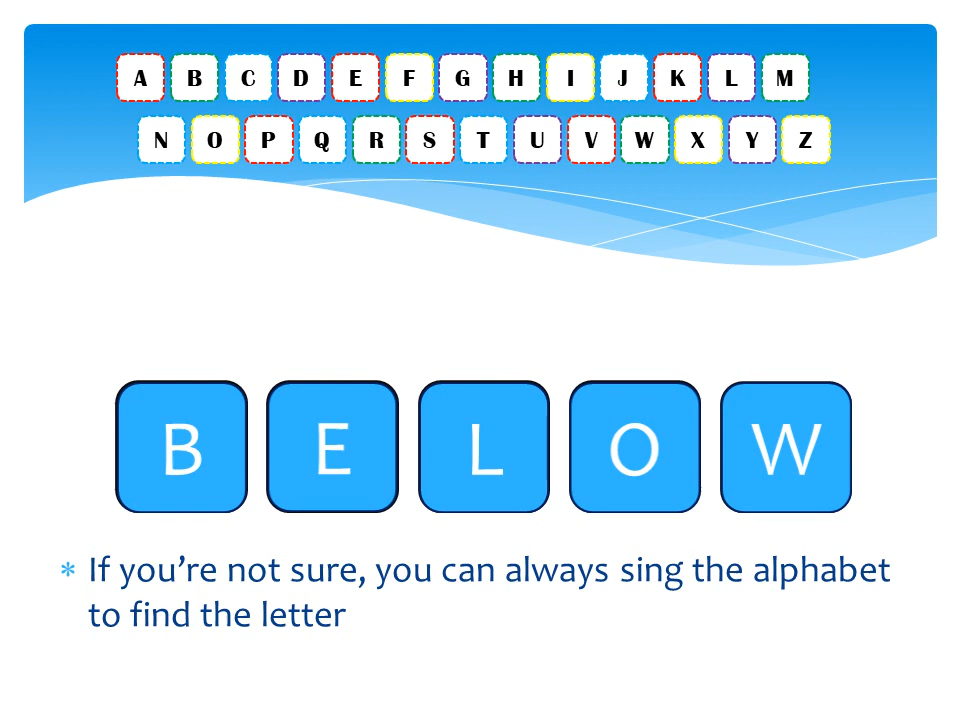 A B C D E F G H I J K L M
N O P Q R S T U V W X Y Z
B E L O W
* If you’re not sure, you can always sing the alphabet
to find the letter